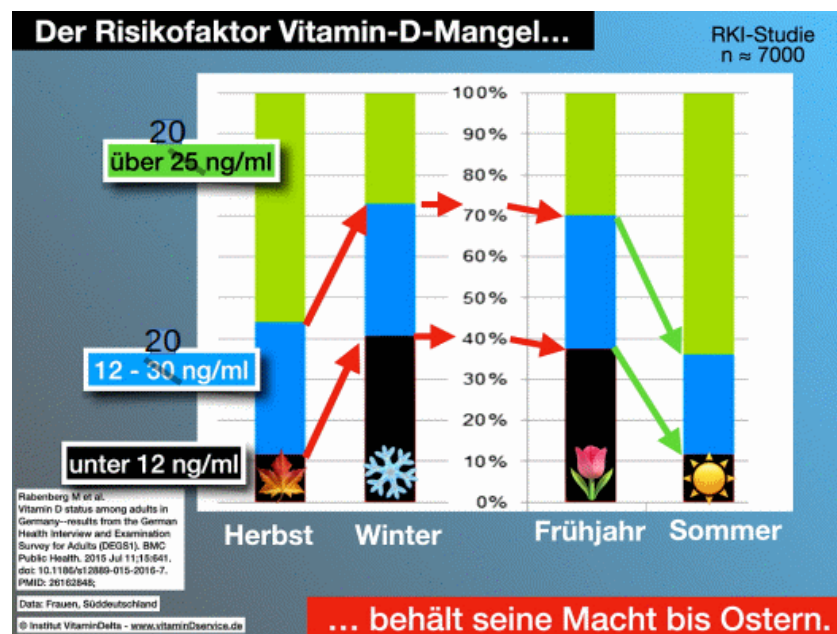 Der Risikofaktor Vitamin-D-Mangel...
RKI-Studie
n ≈ 7000
100%
90%
80%
70%
60%
50%
40%
30%
20%
10%
0%
20
über 25 ng/ml
20
12 - 30 ng/ml
unter 12 ng/ml
Herbst
Winter
Frühjahr
Sommer
Rabenberg M et al.
Vitamin D status among adults in
Germany--results from the German
Health Interview and Examination
Survey for Adults (DEGS1). BMC
Public Health. 2015 Jul 11;15:641.
doi: 10.1186/s12889-015-2016-7.
PMID: 26162848;
Data: Frauen, Süddeutschland
© Institut VitaminDelta - www.vitaminDservice.de
... behält seine Macht bis Ostern.